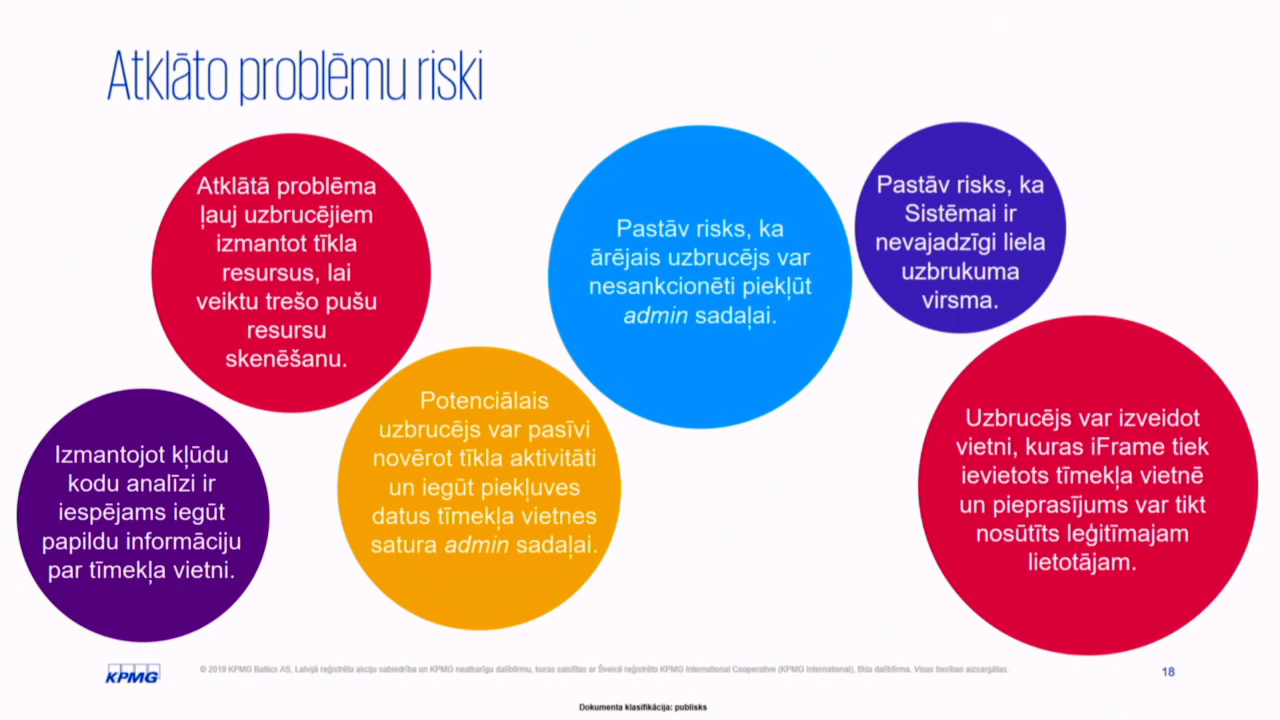 Atklāto problēmu riski
Atklātā problēma
ļauj uzbrucējiem
izmantot tīkla
resursus, lai
veiktu trešo pušu
resursu
skenēšanu.
Pastāv risks, ka
ārējais uzbrucējs var
nesankcionēti piekļūt
admin sadaļai.
Pastāv risks, ka
Sistēmai ir
nevajadzīgi liela
uzbrukuma
virsma.
Izmantojot kļūdu
kodu analīzi ir
iespējams iegūt
papildu informāciju
par tīmekļa vietni.
Potenciālais
uzbrucējs var pasīvi
novērot tīkla aktivitāti
un iegūt piekļuves
datus tīmekļa vietnes
satura admin sadaļai.
Uzbrucējs var izveidot
vietni, kuras iFrame tiek
ievietots tīmekļa vietnē
un pieprasījums var tikt
nosūtīts leģitīmajam
lietotājam.
KPMG
© 2019 KPMG Baltics AS, Latvijā reģistrēta akciju sabiedrība un KPMG neatkarīgu dalībfirmu, kuras saistītas ar Šveicē reģistrēto KPMG International Cooperative (KPMG International), tīkla dalībfirma. Visas tiesības aizsargātas.
18
Dokumenta klasifikācija: publisks